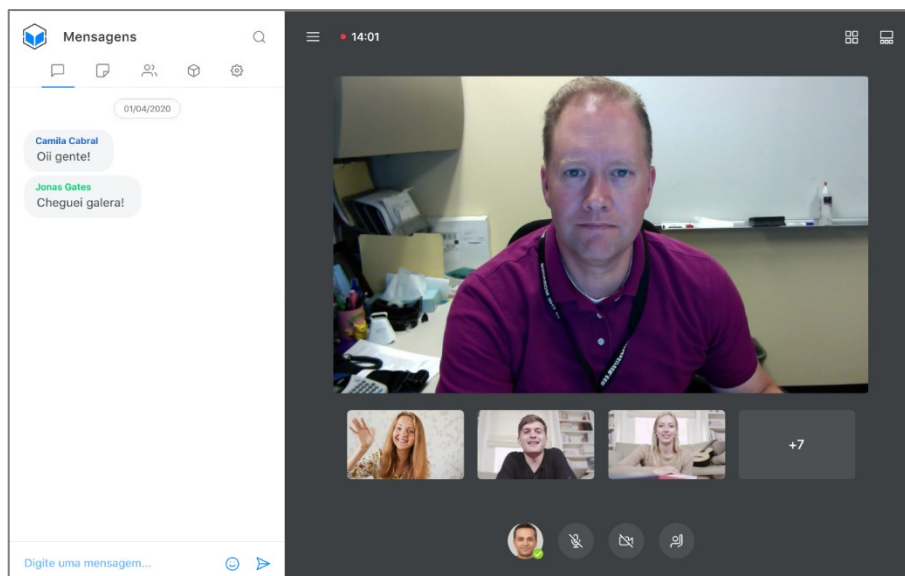 Mensagens
14:01
01/04/2020
Camila Cabral
Oii gente!
Jonas Gates
Cheguei galera!
+7
Digite uma mensagem...